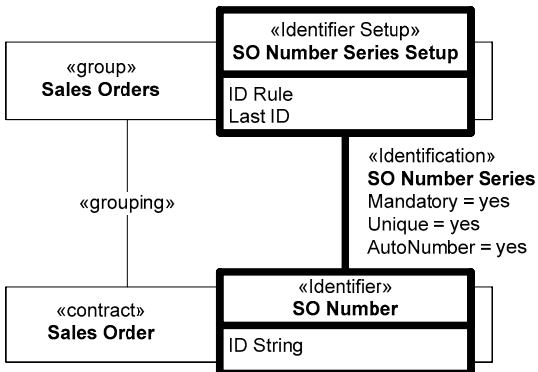 «Identifier Setup»
SO Number Series Setup
«group»
Sales Orders
ID Rule
Last ID
«Identification»
SO Number Series
Mandatory = yes
Unique = yes
AutoNumber = yes
«grouping»
«Identifier»
SO Number
«contract»
Sales Order
ID String